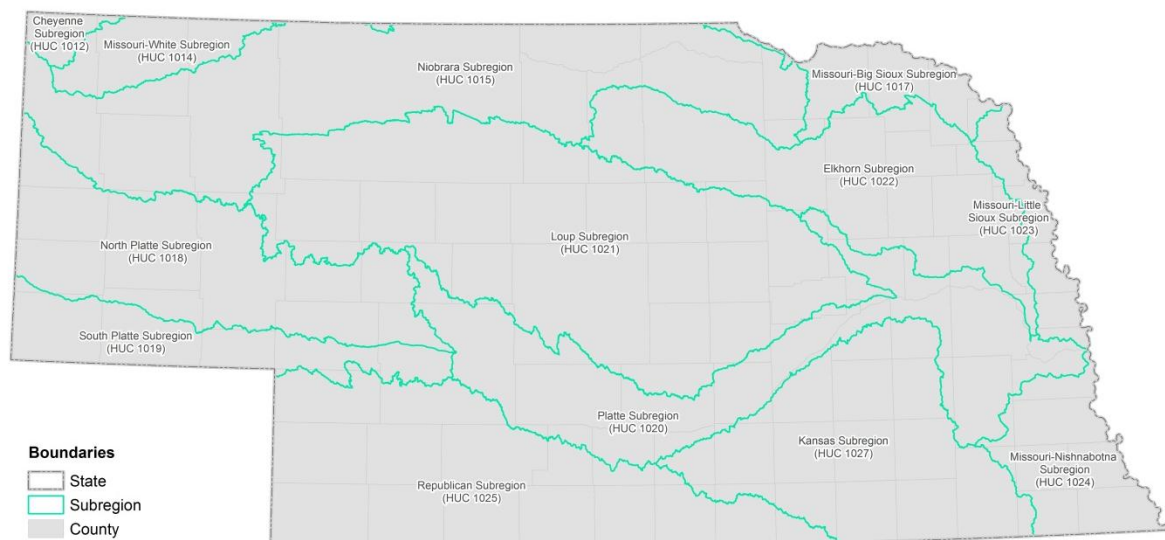 Cheyenne
Subregion
(HUC 1012)
Missouri-White Subregion
(HUC 1014)
Niobrara Subregion
(HUC 1015)
Missouri-Big Sioux Subregion
(HUC 1017)
Elkhorn Subregion
(HUC 1022)
Missouri-Little
Sioux Subregion
(HUC 1023)
North Platte Subregion
(HUC 1018)
Loup Subregion
(HUC 1021)
South Platte Subregion
(HUC 1019)
Platte Subregion
(HUC 1020)
Kansas Subregion
(HUC 1027)
Missouri-Nishnabotna
Subregion
(HUC 1024)
Republican Subregion
(HUC 1025)
Boundaries
State
Subregion
County